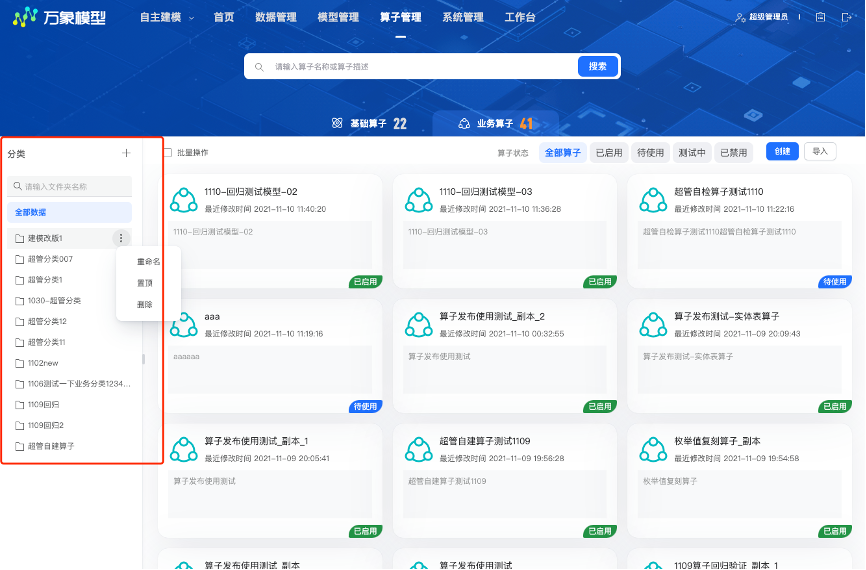 万象模型
自主建模
首页
数据管理
模型管理
算子管理
系统管理
工作台
超级管理员
请输入算子名称或算子描述
搜索
基础算子 22
业务算子 41
分类
批量操作
算子状态
全部算子
已启用
待使用
测试中
已禁用
创建
导入
请输入文件夹名称
全部数据
建模改版1
重命名
置顶
删除
超管分类007
超管分类1
1030-超管分类
超管分类12
超管分类11
1102new
1106测试一下业务分类1234...
1109回归
1109回归2
超管自建算子
1110-回归测试模型-02
最近修改时间 2021-11-10 11:40:20
1110-回归测试模型-02
已启用
1110-回归测试模型-03
最近修改时间 2021-11-10 11:36:28
1110-回归测试模型-03
已启用
超管自检算子测试1110
最近修改时间 2021-11-10 11:22:16
超管自检算子测试1110超管自检算子测试1110
待使用
aaa
最近修改时间 2021-11-10 11:19:16
aaaaaa
待使用
算子发布使用测试_副本_2
最近修改时间 2021-11-10 00:32:55
算子发布使用测试
已启用
算子发布测试-实体表算子
最近修改时间 2021-11-09 20:09:43
算子发布测试-实体表算子
已启用
算子发布使用测试_副本_1
最近修改时间 2021-11-09 20:05:41
算子发布使用测试
已启用
超管自建算子测试1109
最近修改时间 2021-11-09 19:56:28
超管自建算子测试1109
已启用
枚举值复刻算子_副本
最近修改时间 2021-11-09 19:54:58
枚举值复刻算子
已启用
算子发布使用测试_副本
算子发布使用测试
1109算子回归验证_副本_1